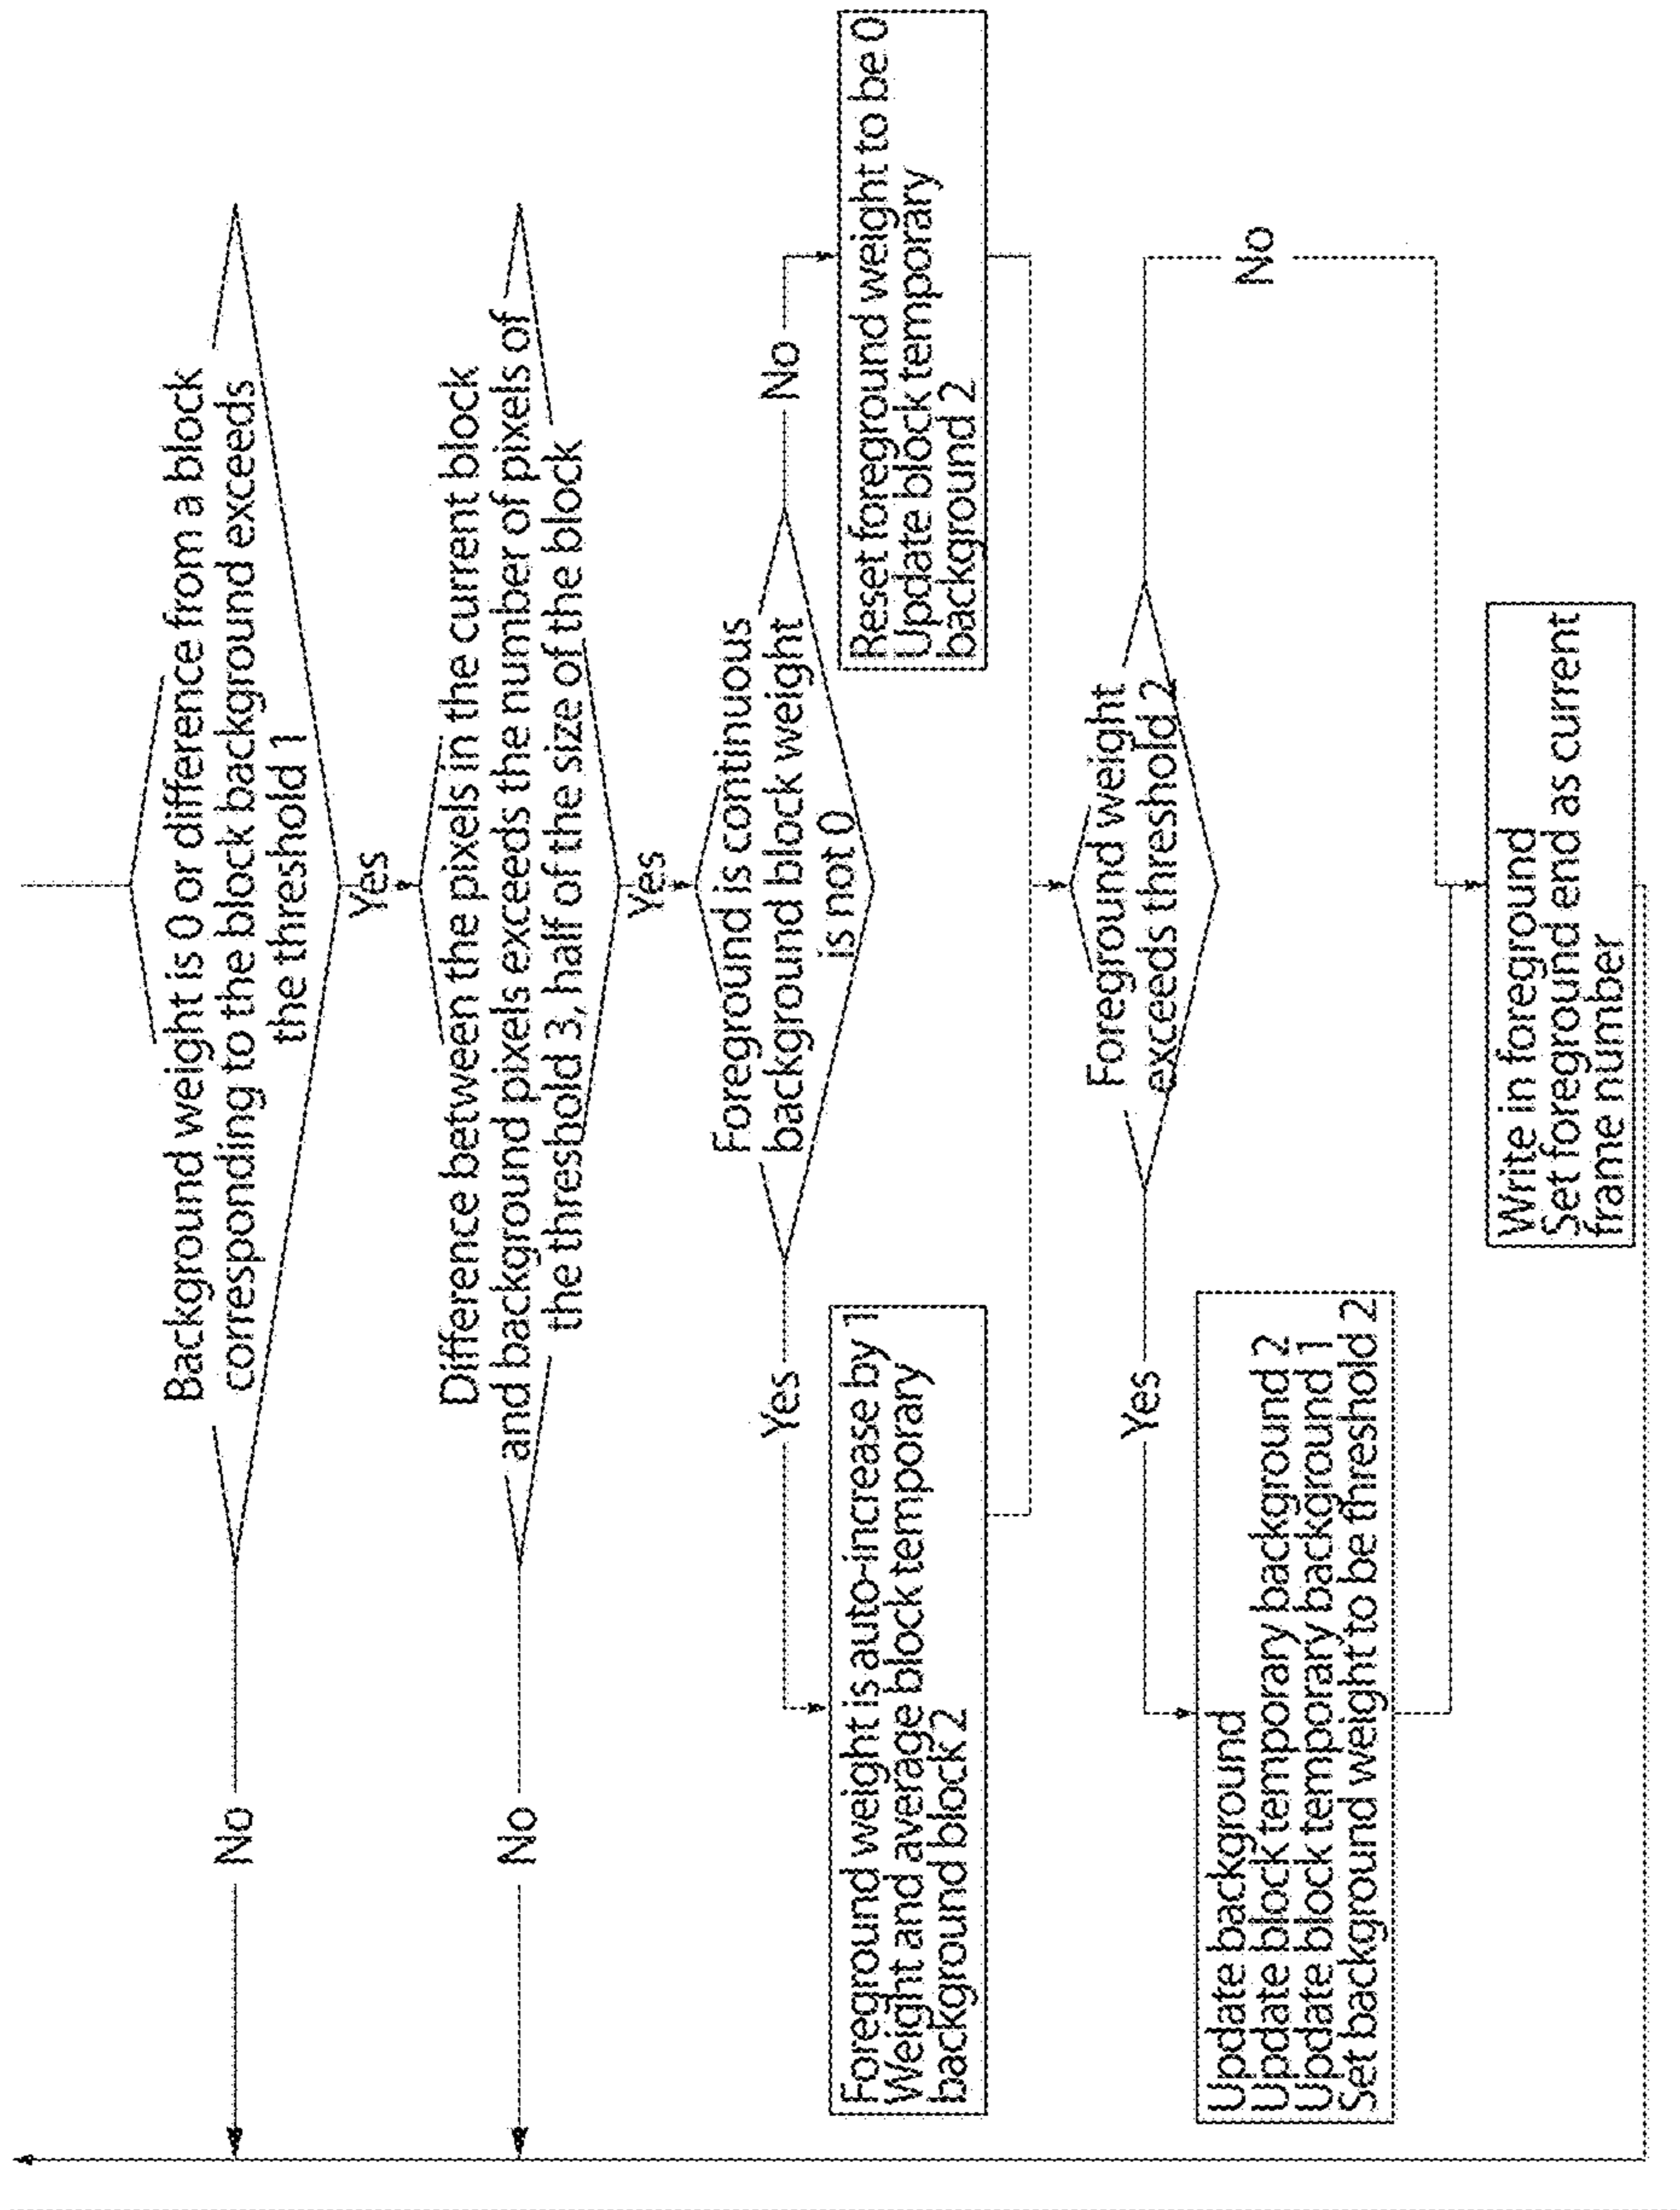 Background weight is 0 or difference from a block
corresponding to the block background exceeds
the threshold 1
No
Yes
Difference between the pixels in the current block
and background pixels exceeds the number of pixels of
the threshold 3, half of the size of the block
No
Yes
Foreground is continuous
background block weight
is not 0
Yes
No
Foreground weight is auto-increase by 1
Weight and average block temporary
background block 2
Reset foreground weight to be 0
Update block temporary
background 2
Foreground weight
exceeds threshold 2
Yes
No
Update background
Update block temporary background 2
Update block temporary background 1
Set background weight to be threshold 2
Write in foreground
Set foreground end as current
frame number